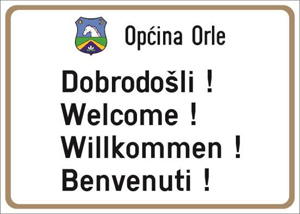 Općina Orle
Dobrodošli !
Welcome !
Willkommen !
Benvenuti !